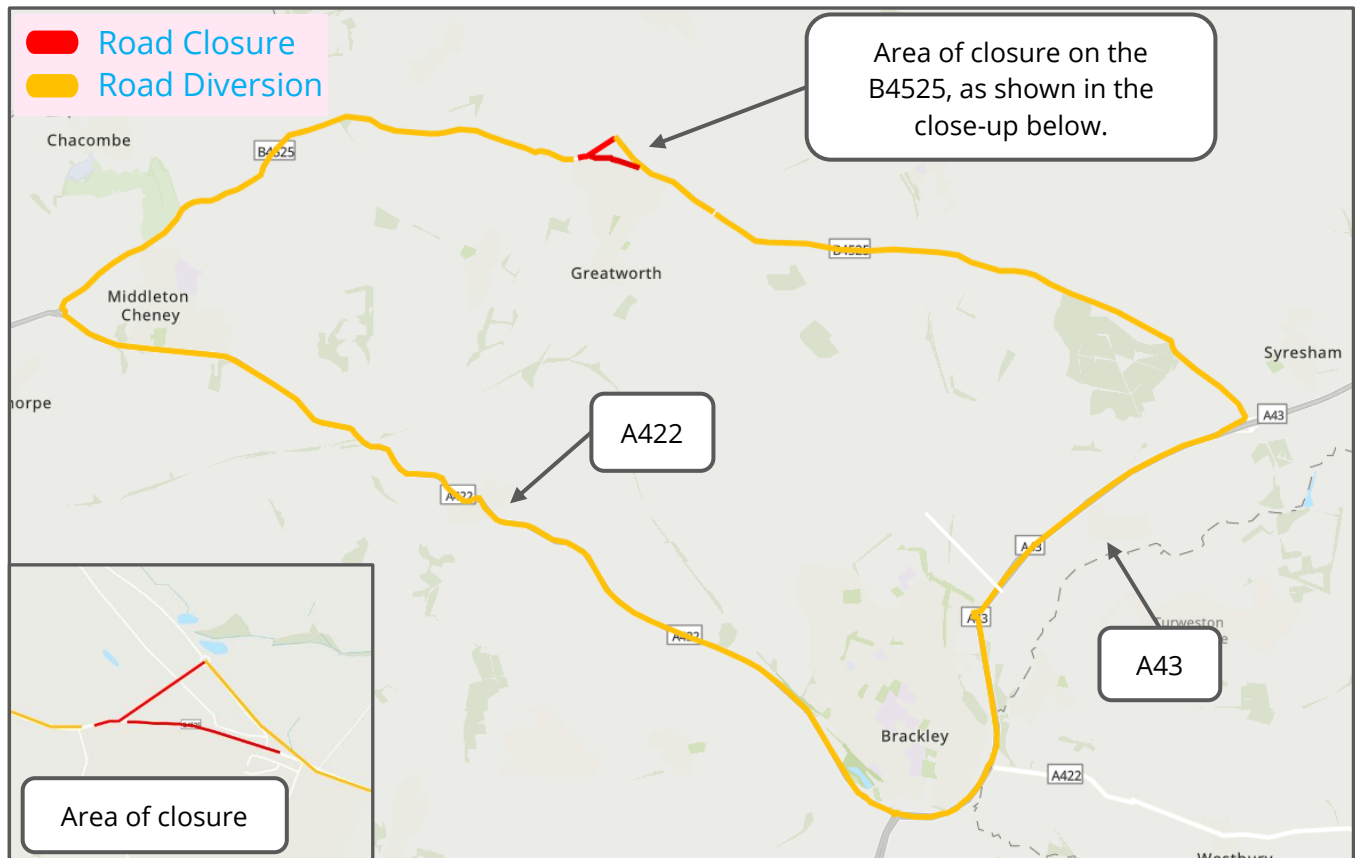 Road Closure
Road Diversion
Area of closure on the
B4525, as shown in the
close-up below.
Chacombe
B4525
B4525
Greatworth
Middleton
Cheney
Syresham
horpe
A43
A422
A422
A43
A43
A43
A422
Brackley
A422
Area of closure